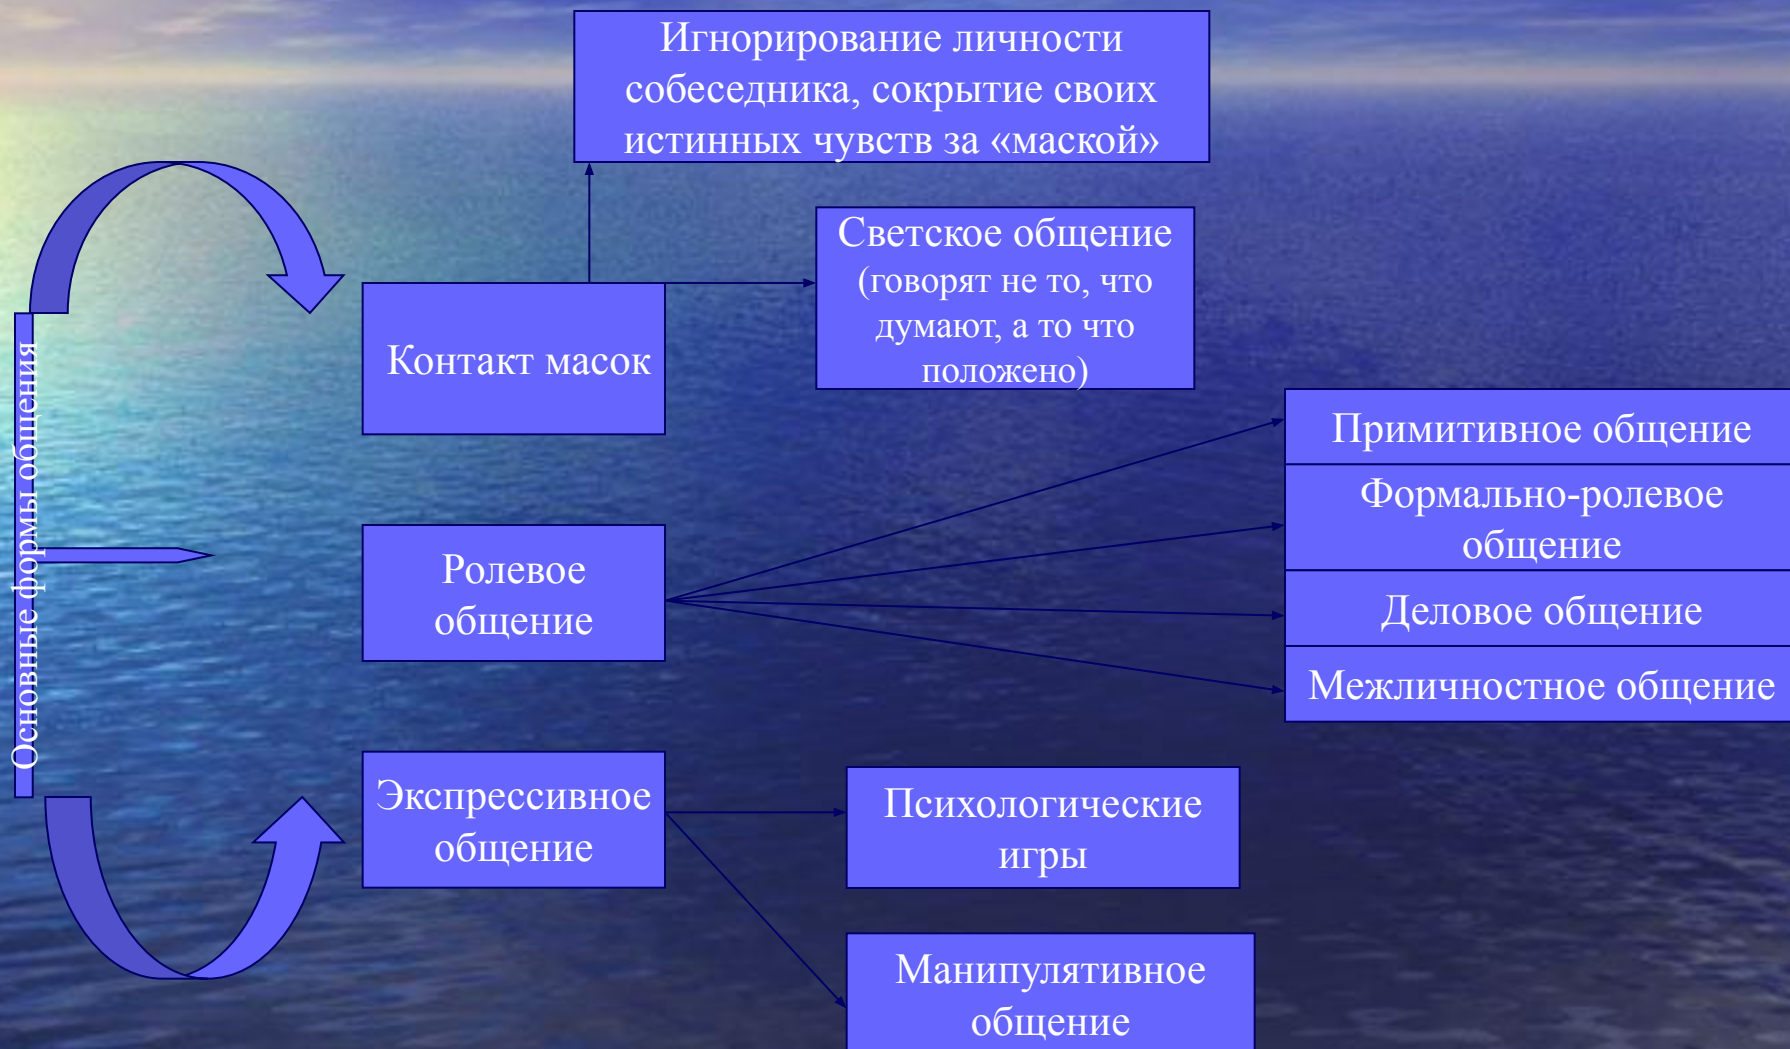 Игнорирование личности
собеседника, сокрытие своих
истинных чувств за «маской»
Светское общение
(говорят не то, что
думают, а то что
положено)
Контакт масок
Основные формы общения
Примитивное общение
Формально-ролевое
общение
Деловое общение
Межличностное общение
Ролевое
общение
Экспрессивное
общение
Психологические
игры
Манипулятивное
общение